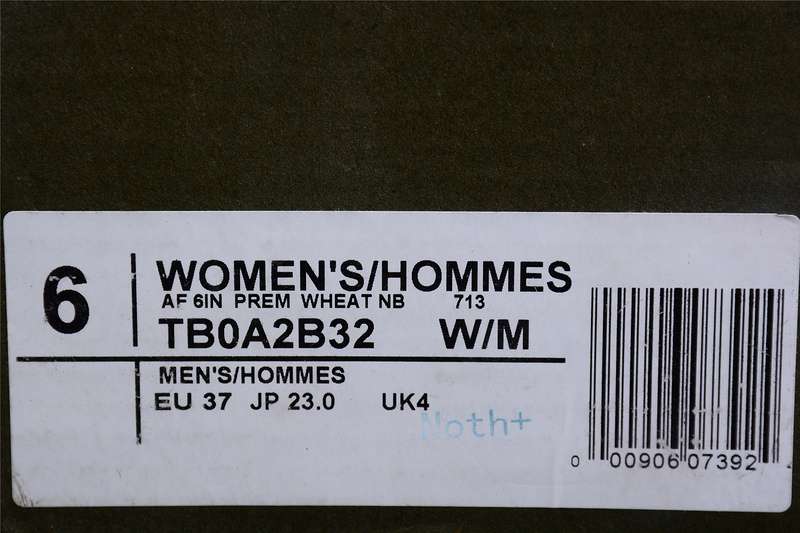 6
WOMEN'S/HOMMES
AF 6IN PREM WHEAT NB 713
TB0A2B32 W/M
MEN'S/HOMMES
EU 37 JP 23.0 UK4
Noth+
0 00906 07392